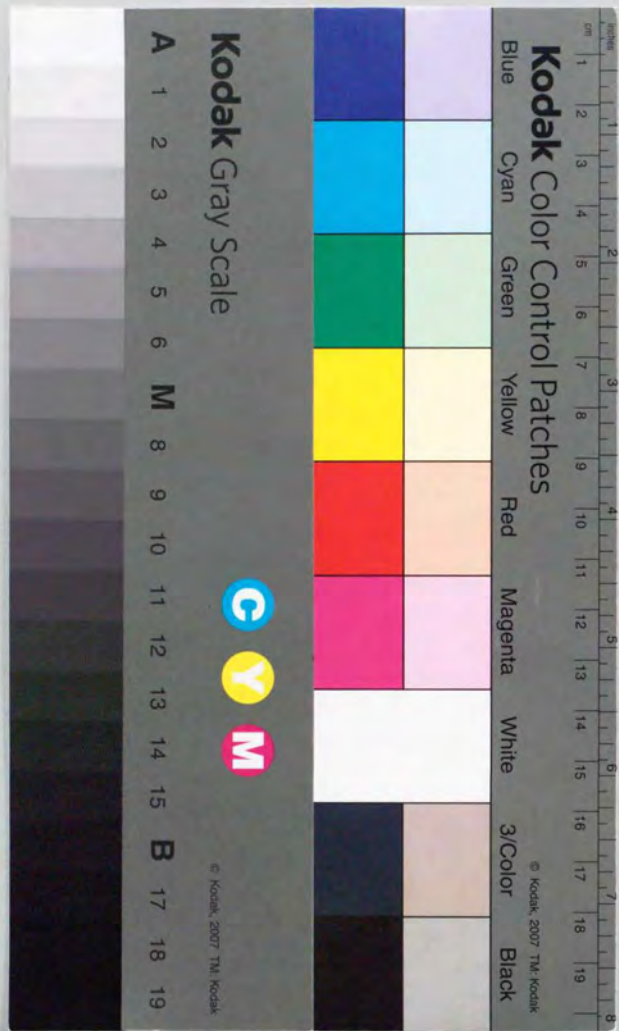 inches
1 2 3 4 5 6 7 8
cm
1 2 3 4 5 6 7 8 9 10 11 12 13 14 15 16 17 18 19
Kodak Color Control Patches
© Kodak, 2007 TM: Kodak
Blue Cyan Green Yellow Red Magenta White 3/Color Black
Kodak Gray Scale
C Y M
© Kodak, 2007 TM: Kodak
A 1 2 3 4 5 6 M 8 9 10 11 12 13 14 15 B 17 18 19